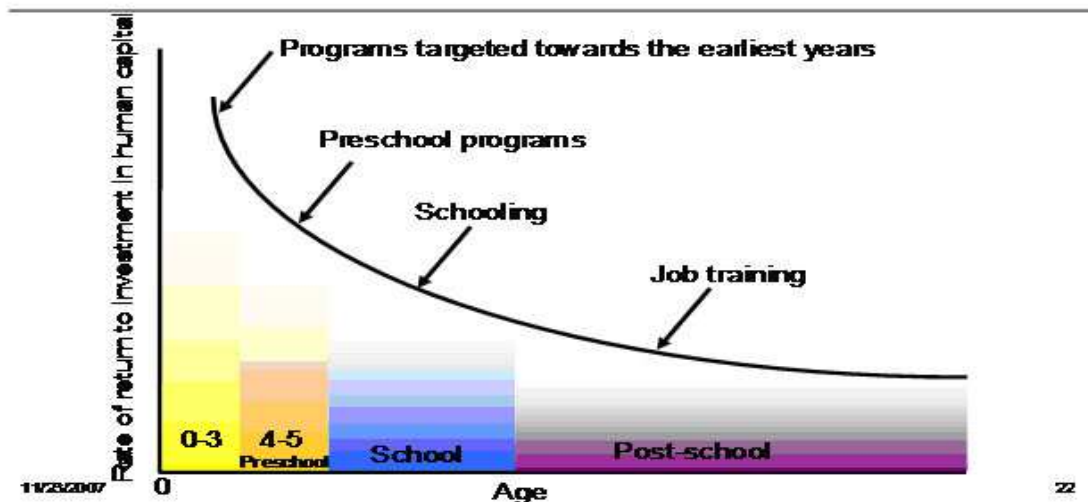 Programs targeted towards the earliest years
Preschool programs
Schooling
Job training
Rate of return to investment in human capital
0-3
4-5
Preschool
School
Post-school
11/25/2007
0
Age
22